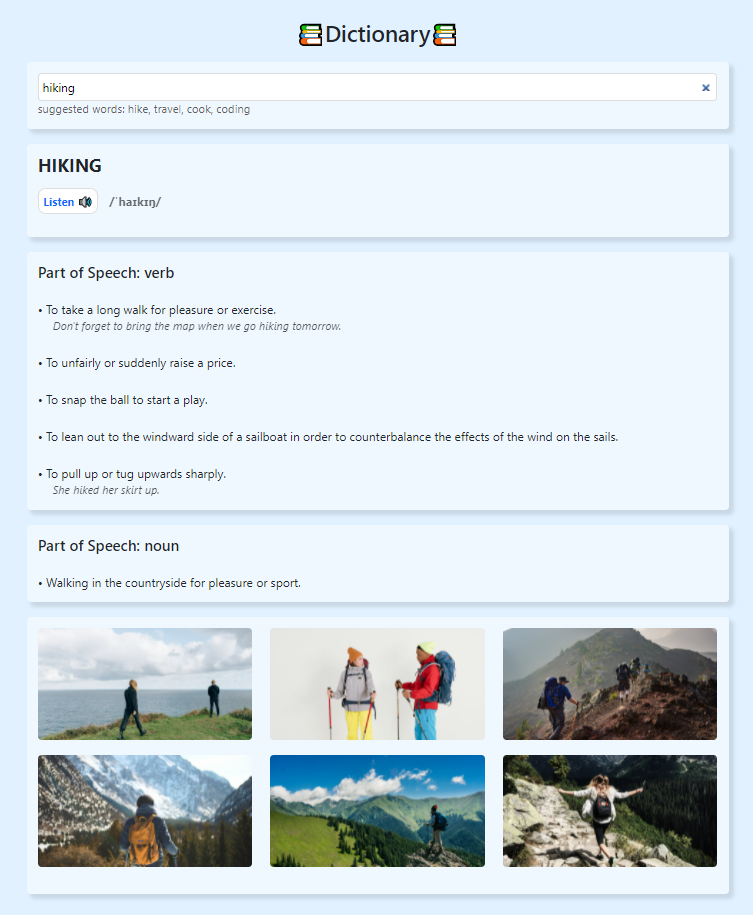 📚Dictionary📚
hiking ×
suggested words: hike, travel, cook, coding
HIKING
Listen 🔊 /ˈhaɪkɪŋ/
Part of Speech: verb
• To take a long walk for pleasure or exercise.
Don't forget to bring the map when we go hiking tomorrow.
• To unfairly or suddenly raise a price.
• To snap the ball to start a play.
• To lean out to the windward side of a sailboat in order to counterbalance the effects of the wind on the sails.
• To pull up or tug upwards sharply.
She hiked her skirt up.
Part of Speech: noun
• Walking in the countryside for pleasure or sport.